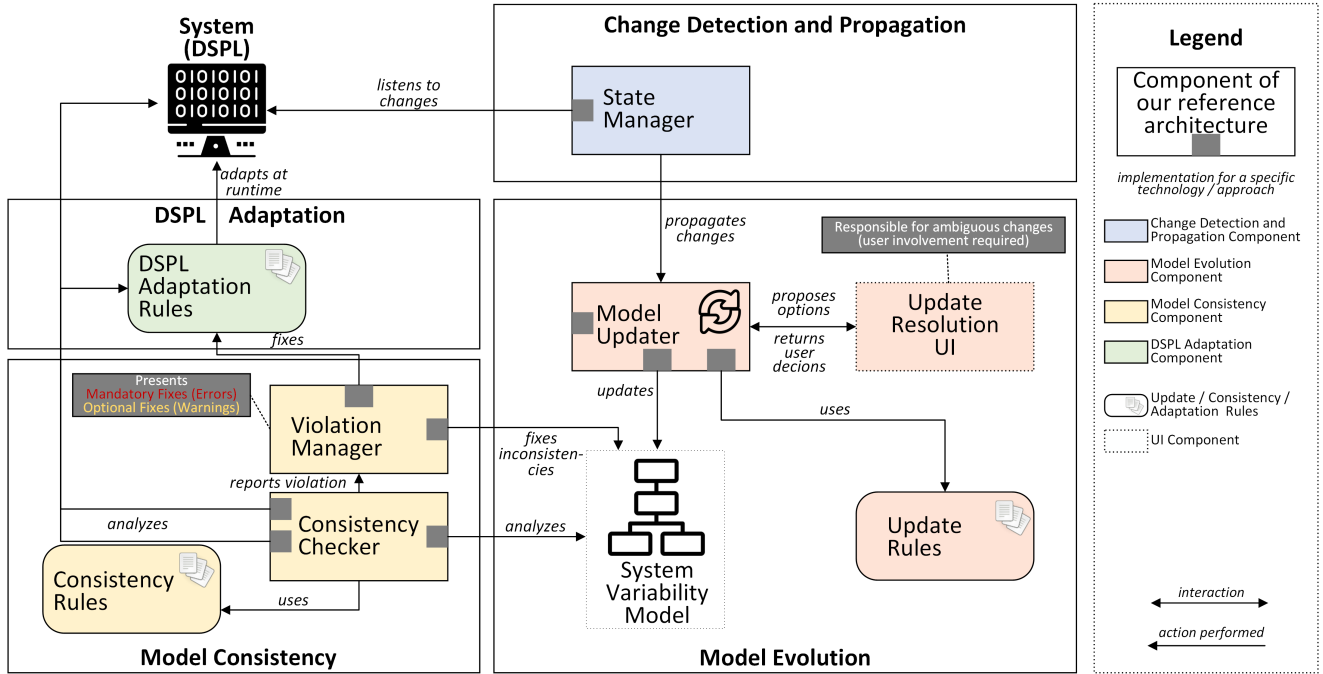 System
(DSPL)
01010101
01010101
01010101
listens to
changes
Change Detection and Propagation
State
Manager
adapts at
runtime
DSPL Adaptation
DSPL
Adaptation
Rules
fixes
propagates
changes
Responsible for ambiguous changes
(user involvement required)
Model
Updater
proposes
options
returns
user
decions
Update
Resolution
UI
updates
uses
Presents
Mandatory Fixes (Errors)
Optional Fixes (Warnings)
Violation
Manager
fixes
inconsisten-
cies
reports violation
analyzes
Consistency
Checker
analyzes
Consistency
Rules
uses
System
Variability
Model
Update
Rules
Model Consistency
Model Evolution
Legend
Component of
our reference
architecture
implementation for a specific
technology / approach
Change Detection and
Propagation Component
Model Evolution
Component
Model Consistency
Component
DSPL Adaptation
Component
Update / Consistency /
Adaptation Rules
UI Component
interaction
action performed